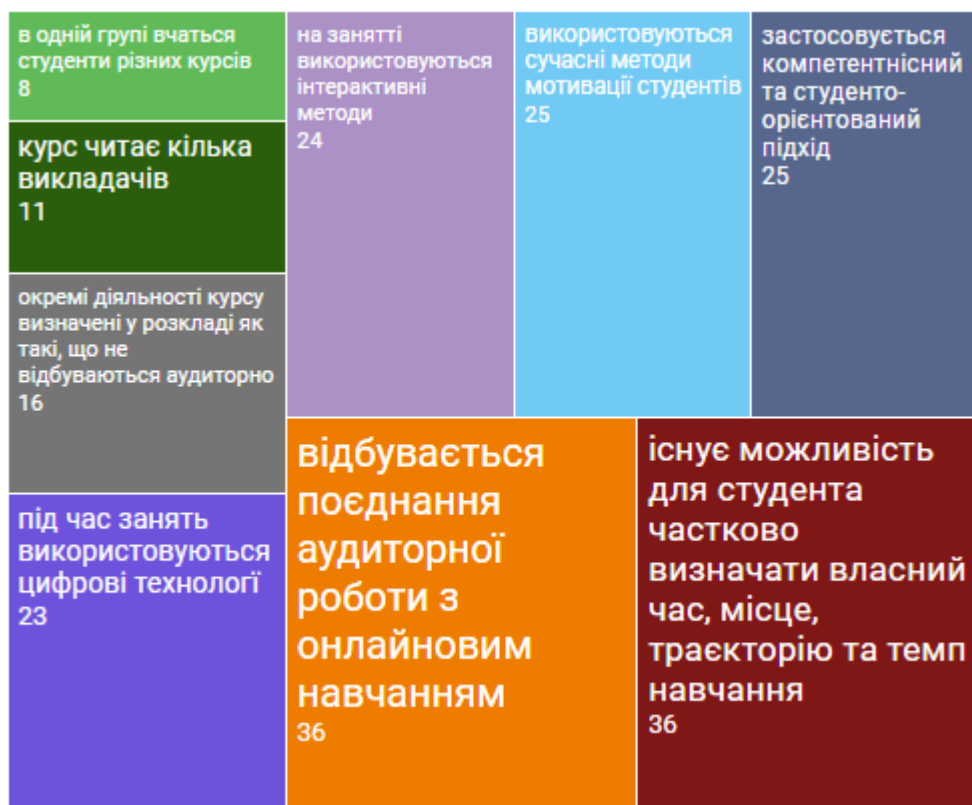 в одній групі вчаться
студенти різних курсів
8
курс читає кілька
викладачів
11
окремі діяльності курсу
визначені у розкладі як
такі, що не
відбуваються аудиторно
16
під час занять
використовуються
цифрові технології
23
на занятті
використовуються
інтерактивні
методи
24
використовуються
сучасні методи
мотивації студентів
25
застосовується
компетентнісний
та студенто-
орієнтований
підхід
25
відбувається
поєднання
аудиторної
роботи з
онлайновим
навчанням
36
існує можливість
для студента
частково
визначати власний
час, місце,
траєкторію та темп
навчання
36